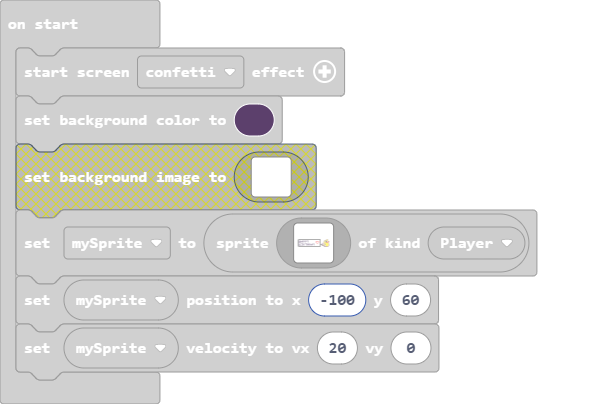 on start
start screen confetti effect
set background color to
set background image to
set mySprite to sprite of kind Player
set mySprite position to x -100 y 60
set mySprite velocity to vx 20 vy 0